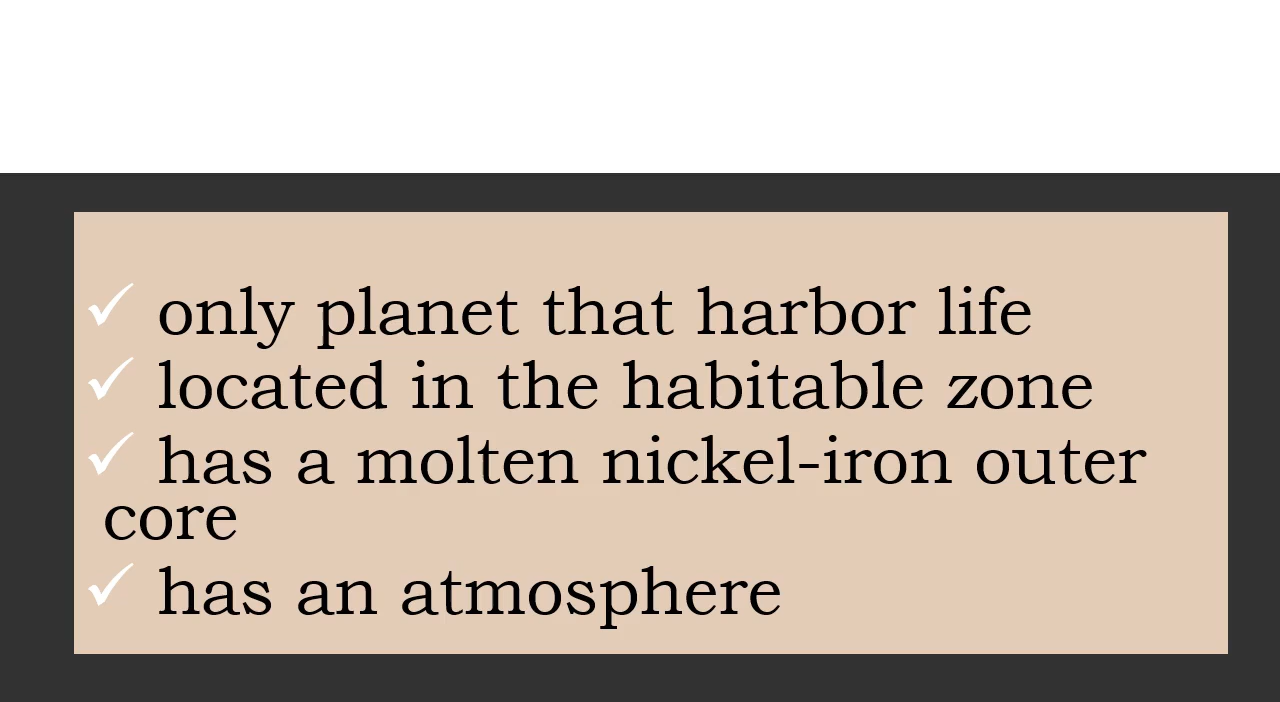 ✓ only planet that harbor life
✓ located in the habitable zone
✓ has a molten nickel-iron outer
core
✓ has an atmosphere